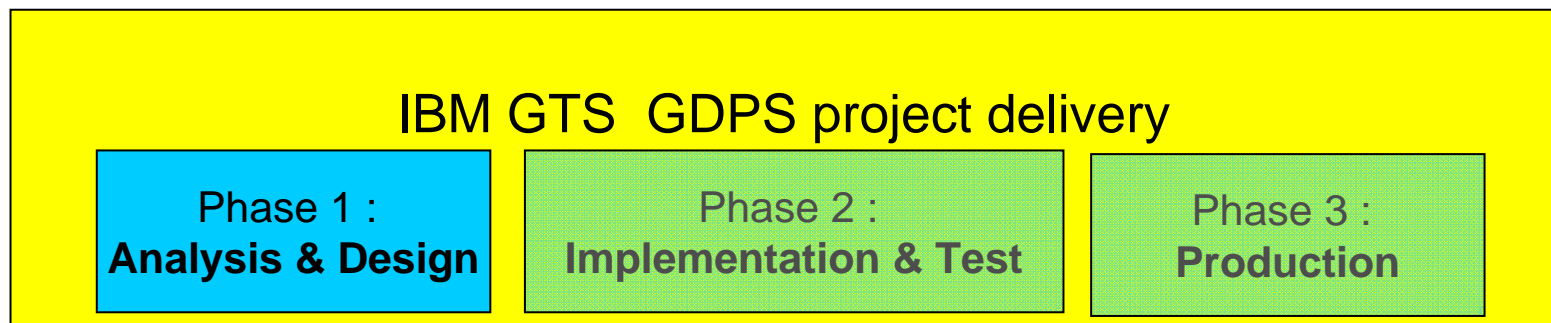 IBM GTS  GDPS project delivery
Phase 1 :
Analysis & Design
Phase 2 :
Implementation & Test
Phase 3 :
Production